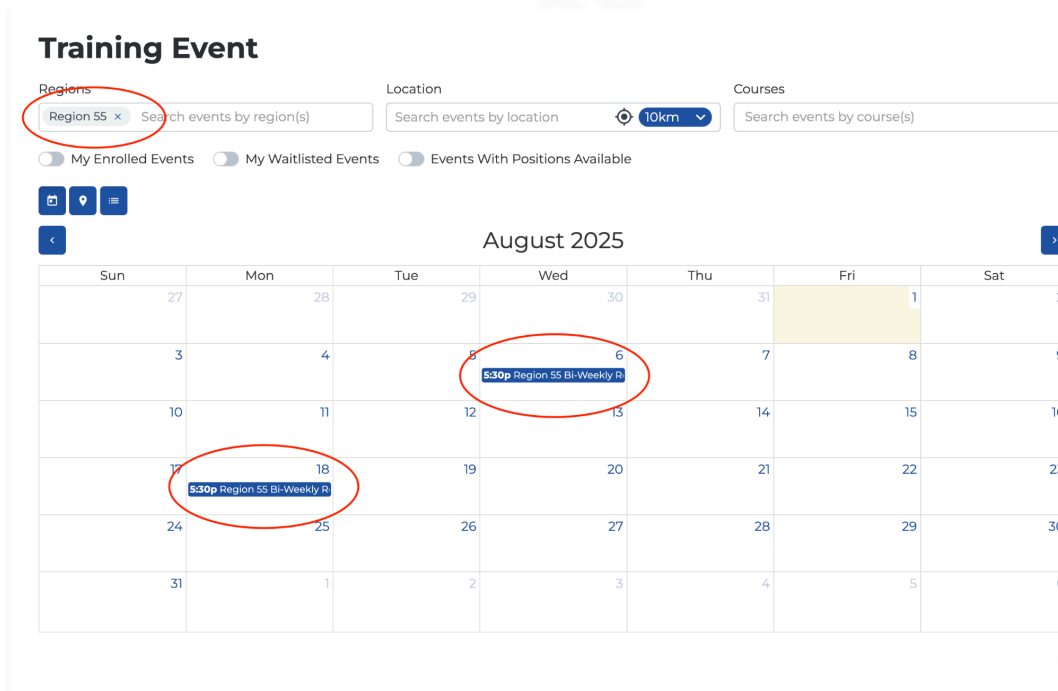 Training Event
Regions Location Courses
Region 55 × Search events by region(s) Search events by location 10km Search events by course(s)
My Enrolled Events My Waitlisted Events Events With Positions Available
August 2025
Sun Mon Tue Wed Thu Fri Sat
27 28 29 30 31 1
3 4 5 6 7 8 9
5:30p Region 55 Bi-Weekly R
10 11 12 13 14 15
17 18 19 20 21 22
5:30p Region 55 Bi-Weekly R
24 25 26 27 28 29 30
31 1 2 3 4 5